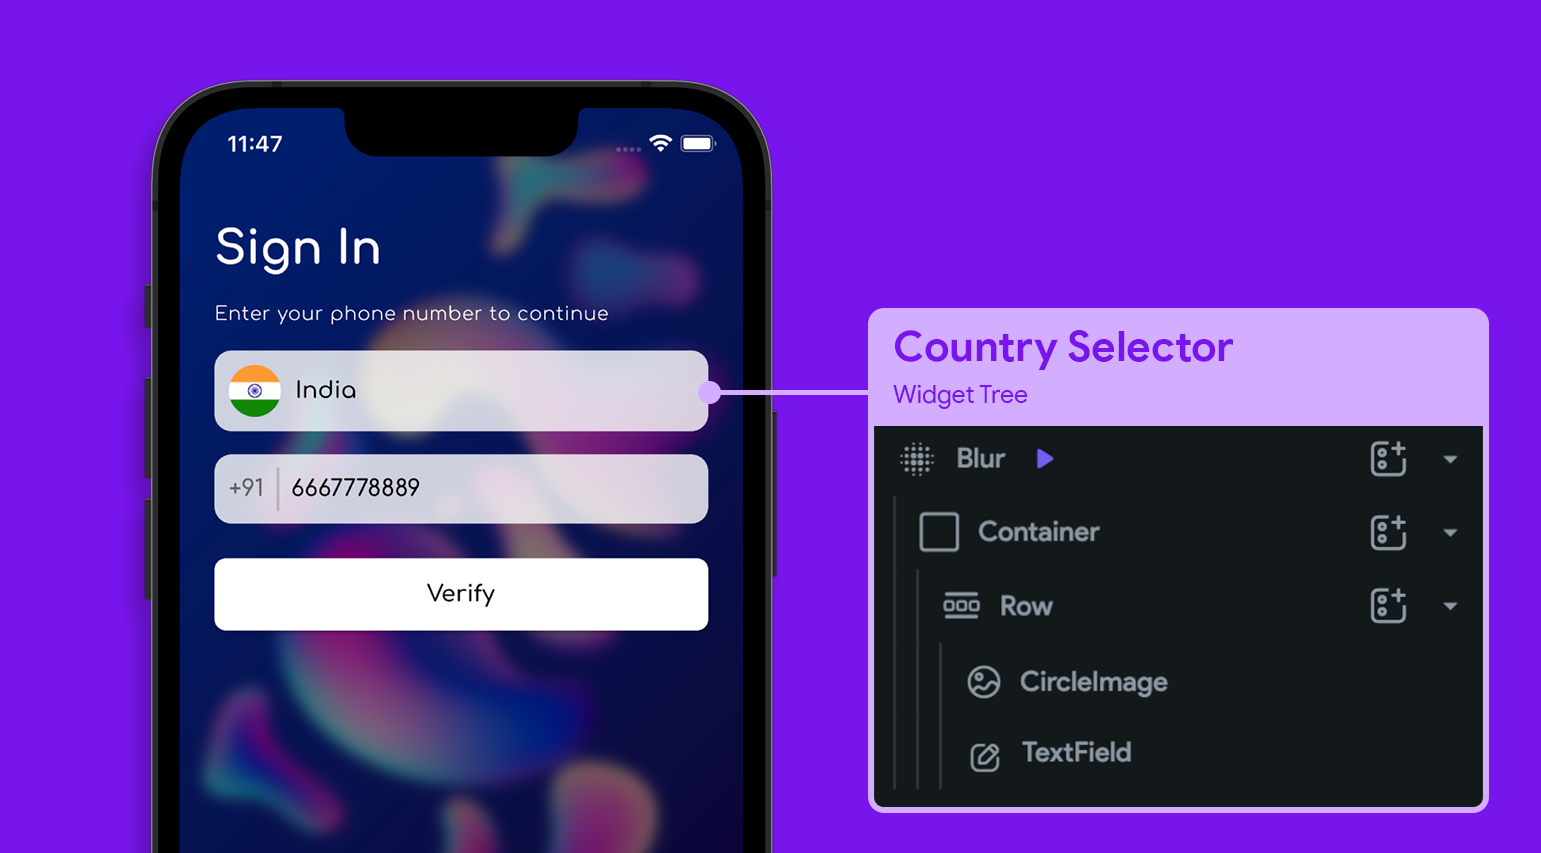 11:47
Sign In
Enter your phone number to continue
India
+91 6667778889
Verify
Country Selector
Widget Tree
Blur
Container
Row
CircleImage
TextField